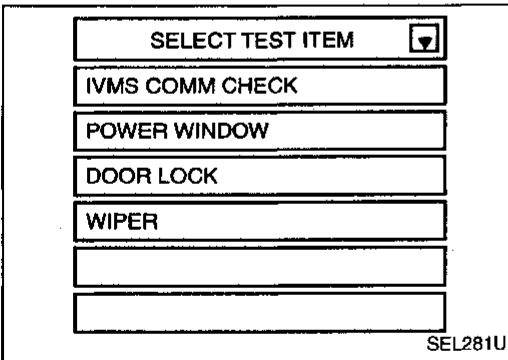 SELECT TEST ITEM
IVMS COMM CHECK
POWER WINDOW
DOOR LOCK
WIPER
SEL281U